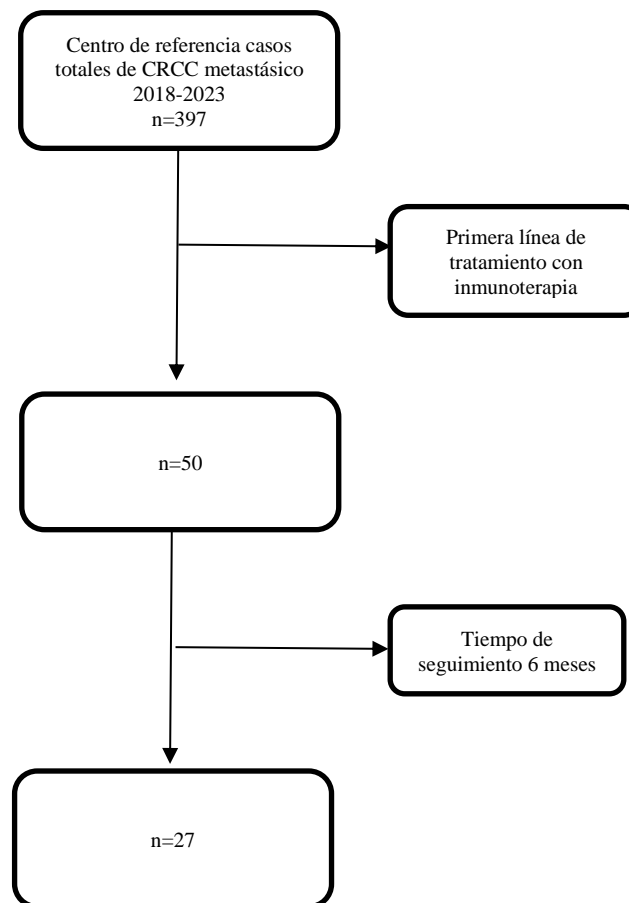 Centro de referencia casos
totales de CRCC metastásico
2018-2023
n=397
Primera línea de
tratamiento con
inmunoterapia
n=50
Tiempo de
seguimiento 6 meses
n=27